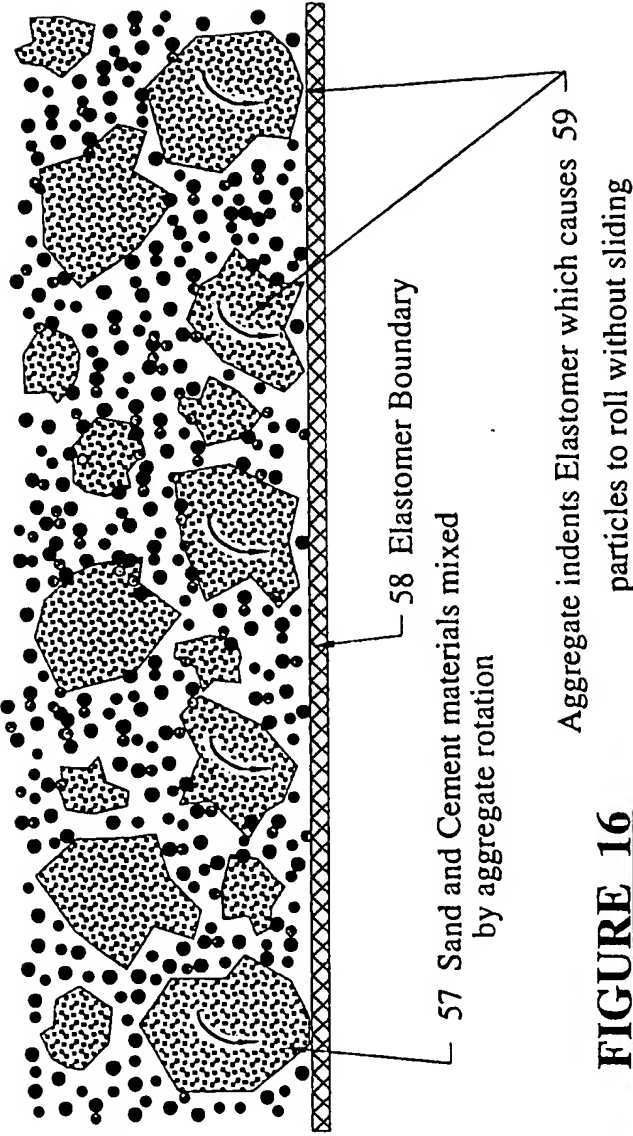 58 Elastomer Boundary
57 Sand and Cement materials mixed
by aggregate rotation
Aggregate indents Elastomer which causes 59
particles to roll without sliding
FIGURE 16